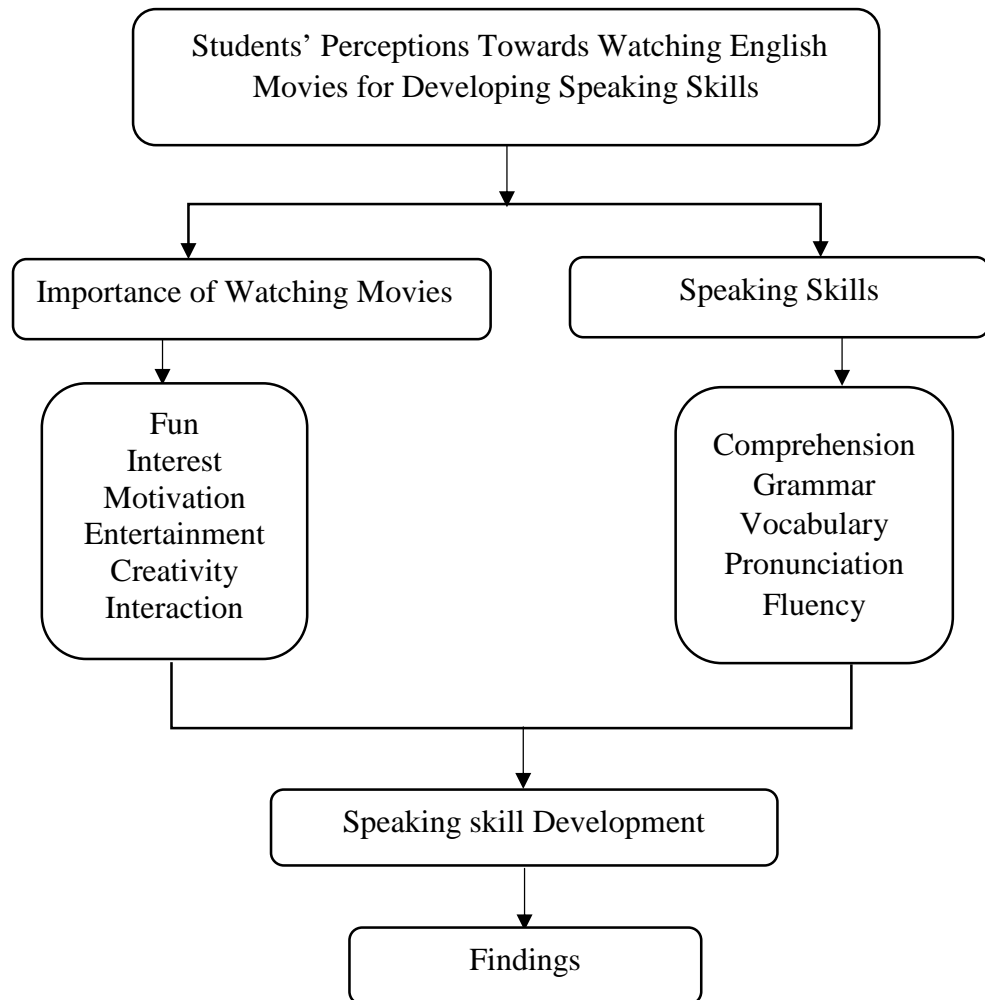 Students’ Perceptions Towards Watching English
Movies for Developing Speaking Skills
Importance of Watching Movies
Speaking Skills
Fun
Interest
Motivation
Entertainment
Creativity
Interaction
Comprehension
Grammar
Vocabulary
Pronunciation
Fluency
Speaking skill Development
Findings